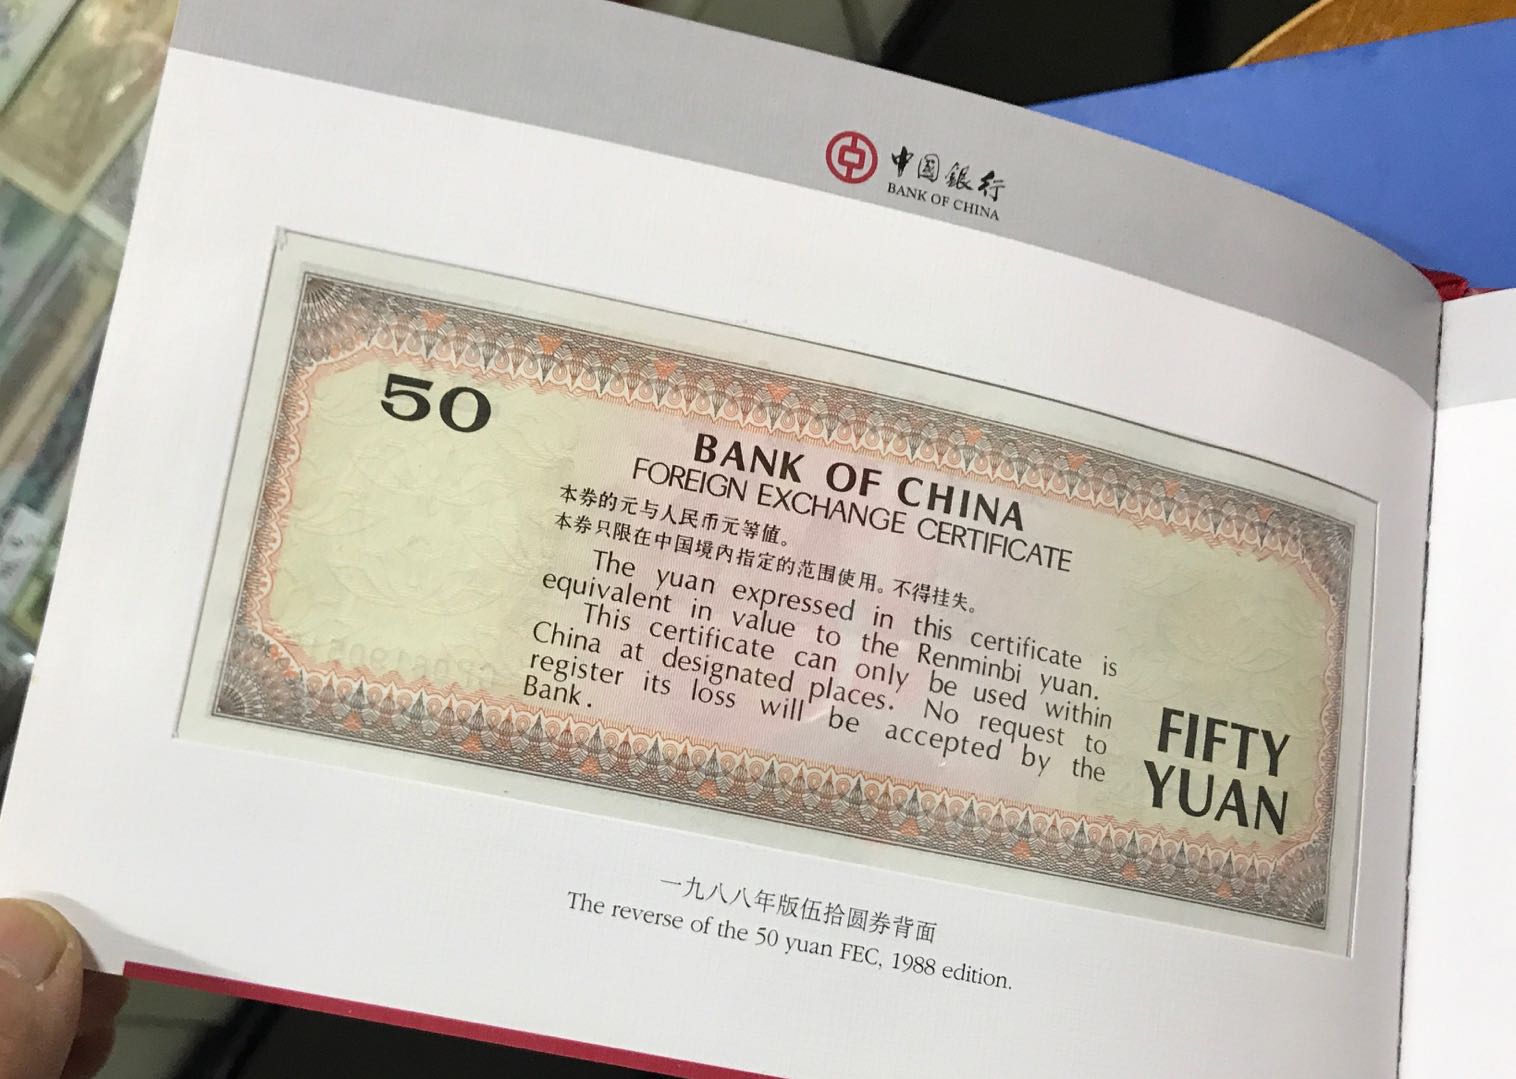 中国銀行
BANK OF CHINA
50
BANK OF CHINA
FOREIGN EXCHANGE CERTIFICATE
本券的元与人民币元等値。
本券只限在中国境内指定的范围使用。不得挂失。
The yuan expressed in this certificate is
equivalent in value to the Renminbi yuan.
This certificate can only be used within
China at designated places. No request to
register its loss will be accepted by the
Bank.
FIFTY
YUAN
一九八八年版伍拾圆券背面
The reverse of the 50 yuan FEC, 1988 edition.